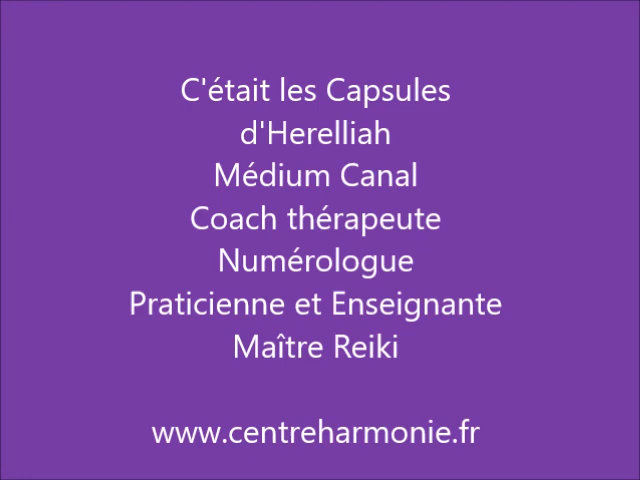 C'était les Capsules
d'Herelliah
Médium Canal
Coach thérapeute
Numérologue
Praticienne et Enseignante
Maître Reiki
www.centreharmonie.fr